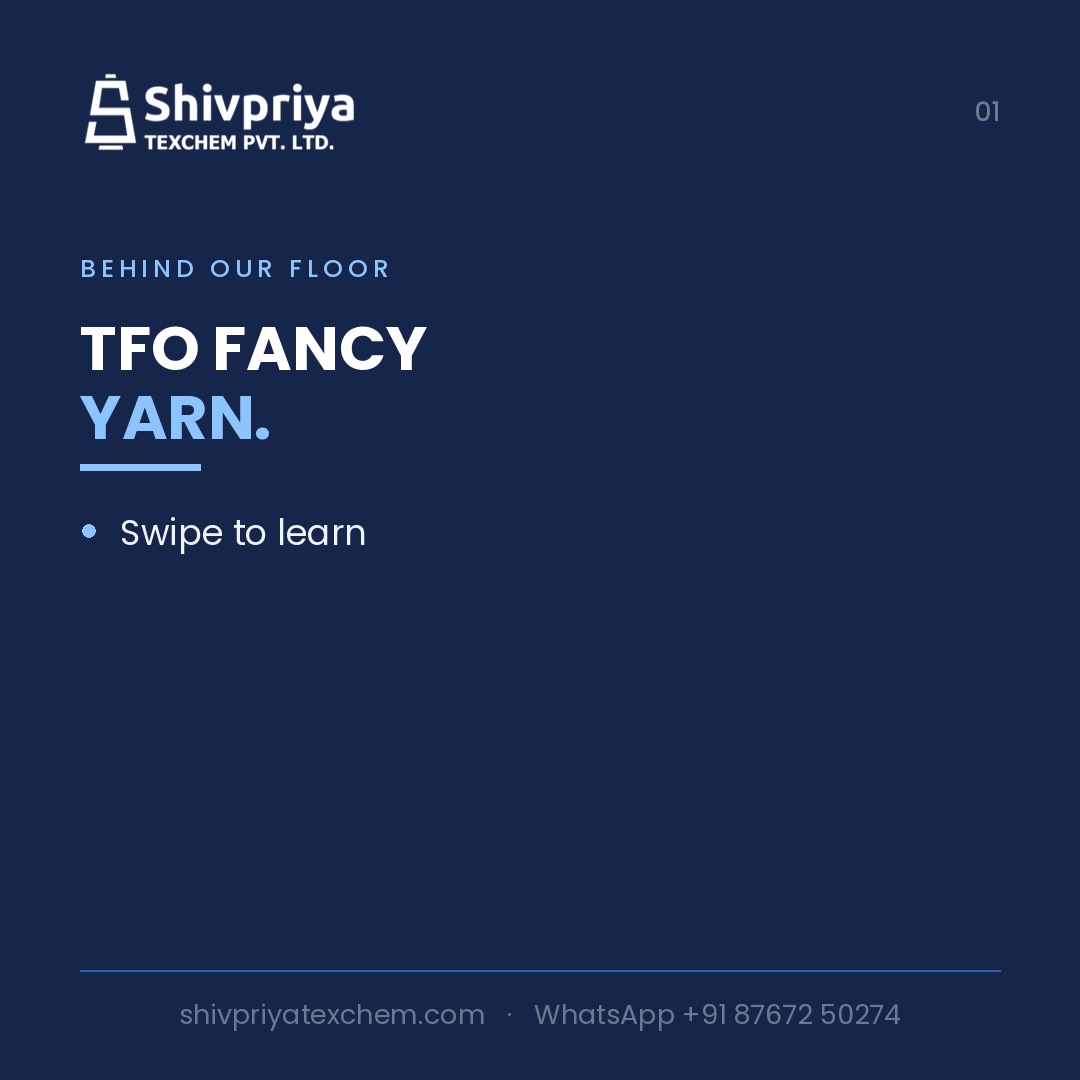 Shivpriya
TEXCHEM PVT. LTD.
01
BEHIND OUR FLOOR
TFO FANCY
YARN.
• Swipe to learn
shivpriyatexchem.com · WhatsApp +91 87672 50274